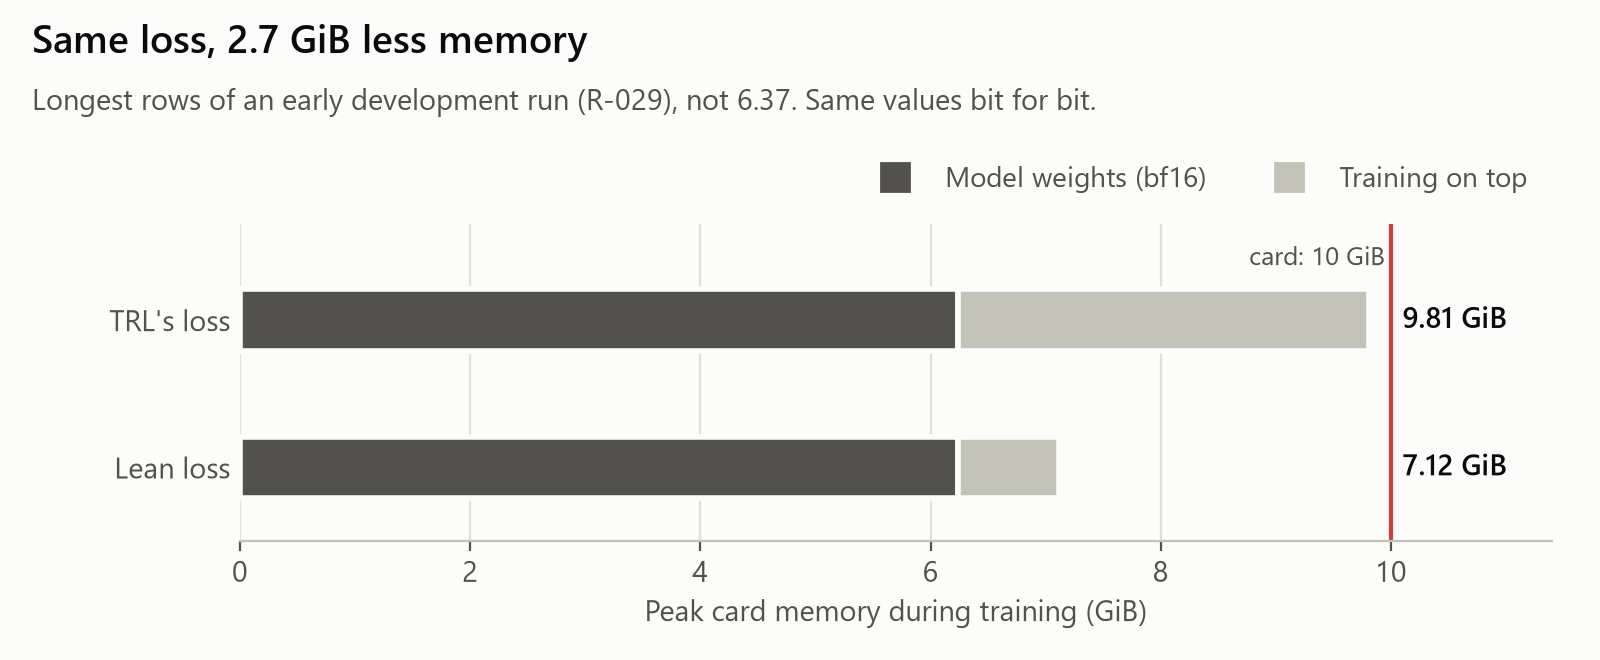 Same loss, 2.7 GiB less memory
Longest rows of an early development run (R-029), not 6.37. Same values bit for bit.
Model weights (bf16)
Training on top
card: 10 GiB
TRL's loss
9.81 GiB
Lean loss
7.12 GiB
0 2 4 6 8 10
Peak card memory during training (GiB)